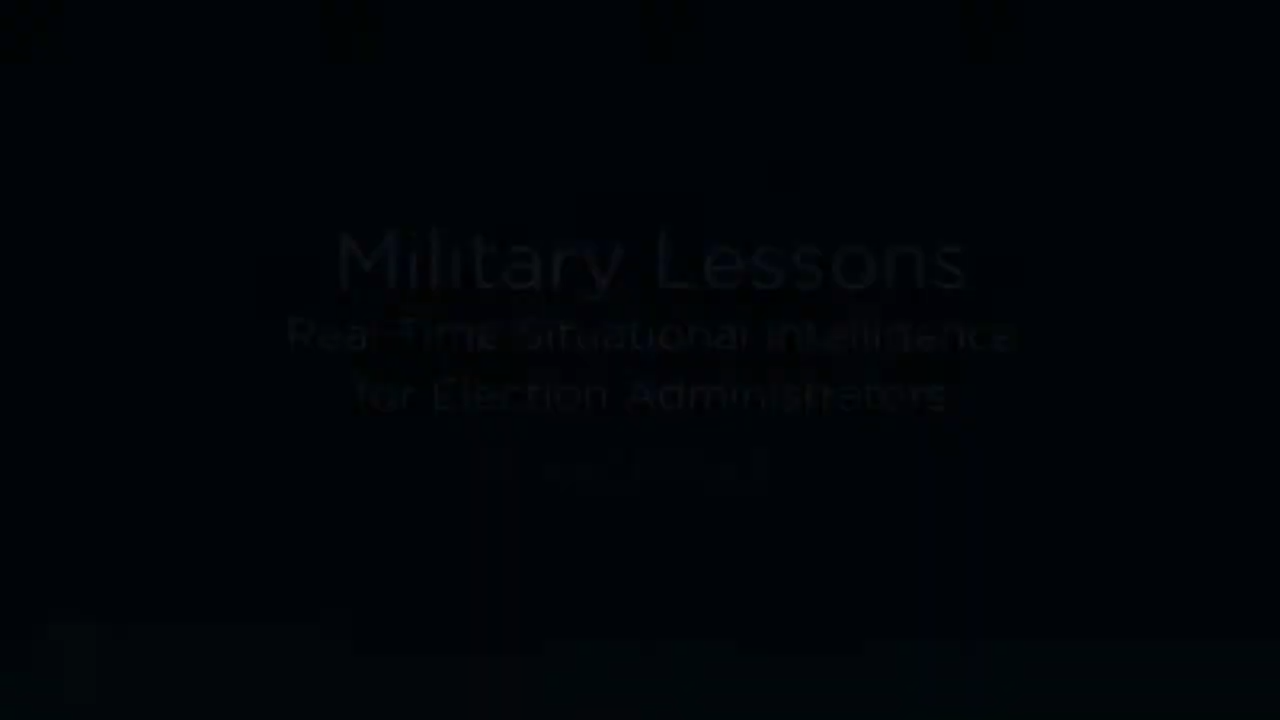 Military Lessons
Real-Time Situational Intelligence
for Election Administrators